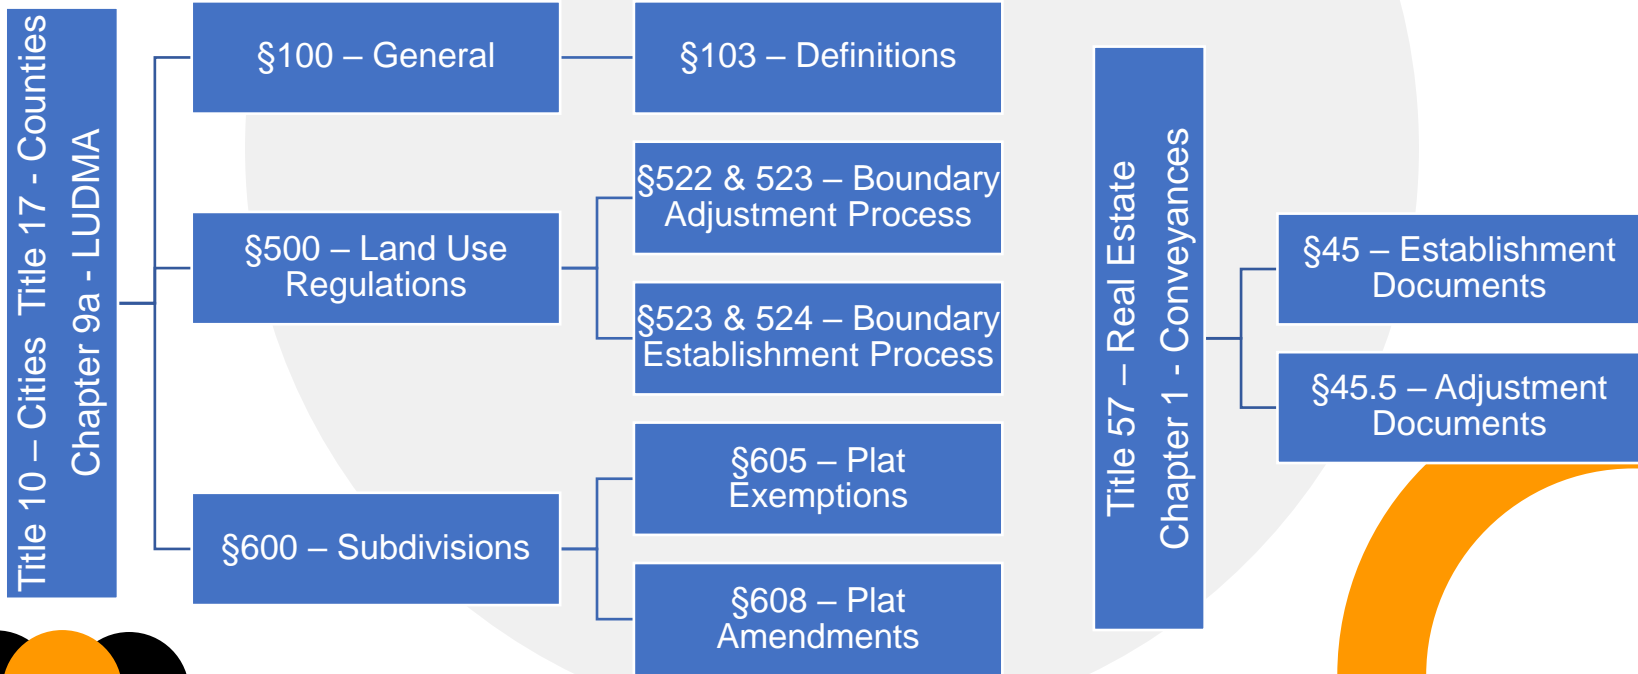 Title 10 – Cities  Title 17 - Counties
Chapter 9a - LUDMA
§100 – General
§103 – Definitions
§500 – Land Use
Regulations
§522 & 523 – Boundary
Adjustment Process
§523 & 524 – Boundary
Establishment Process
§600 – Subdivisions
§605 – Plat
Exemptions
§608 – Plat
Amendments
Title 57 – Real Estate
Chapter 1 - Conveyances
§45 – Establishment
Documents
§45.5 – Adjustment
Documents